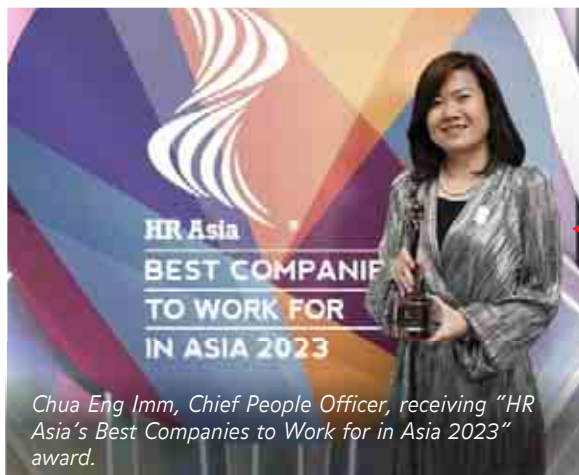 HR Asia
BEST COMPANIE
TO WORK FOR
IN ASIA 2023
Chua Eng Imm, Chief People Officer, receiving “HR
Asia’s Best Companies to Work for in Asia 2023”
award.